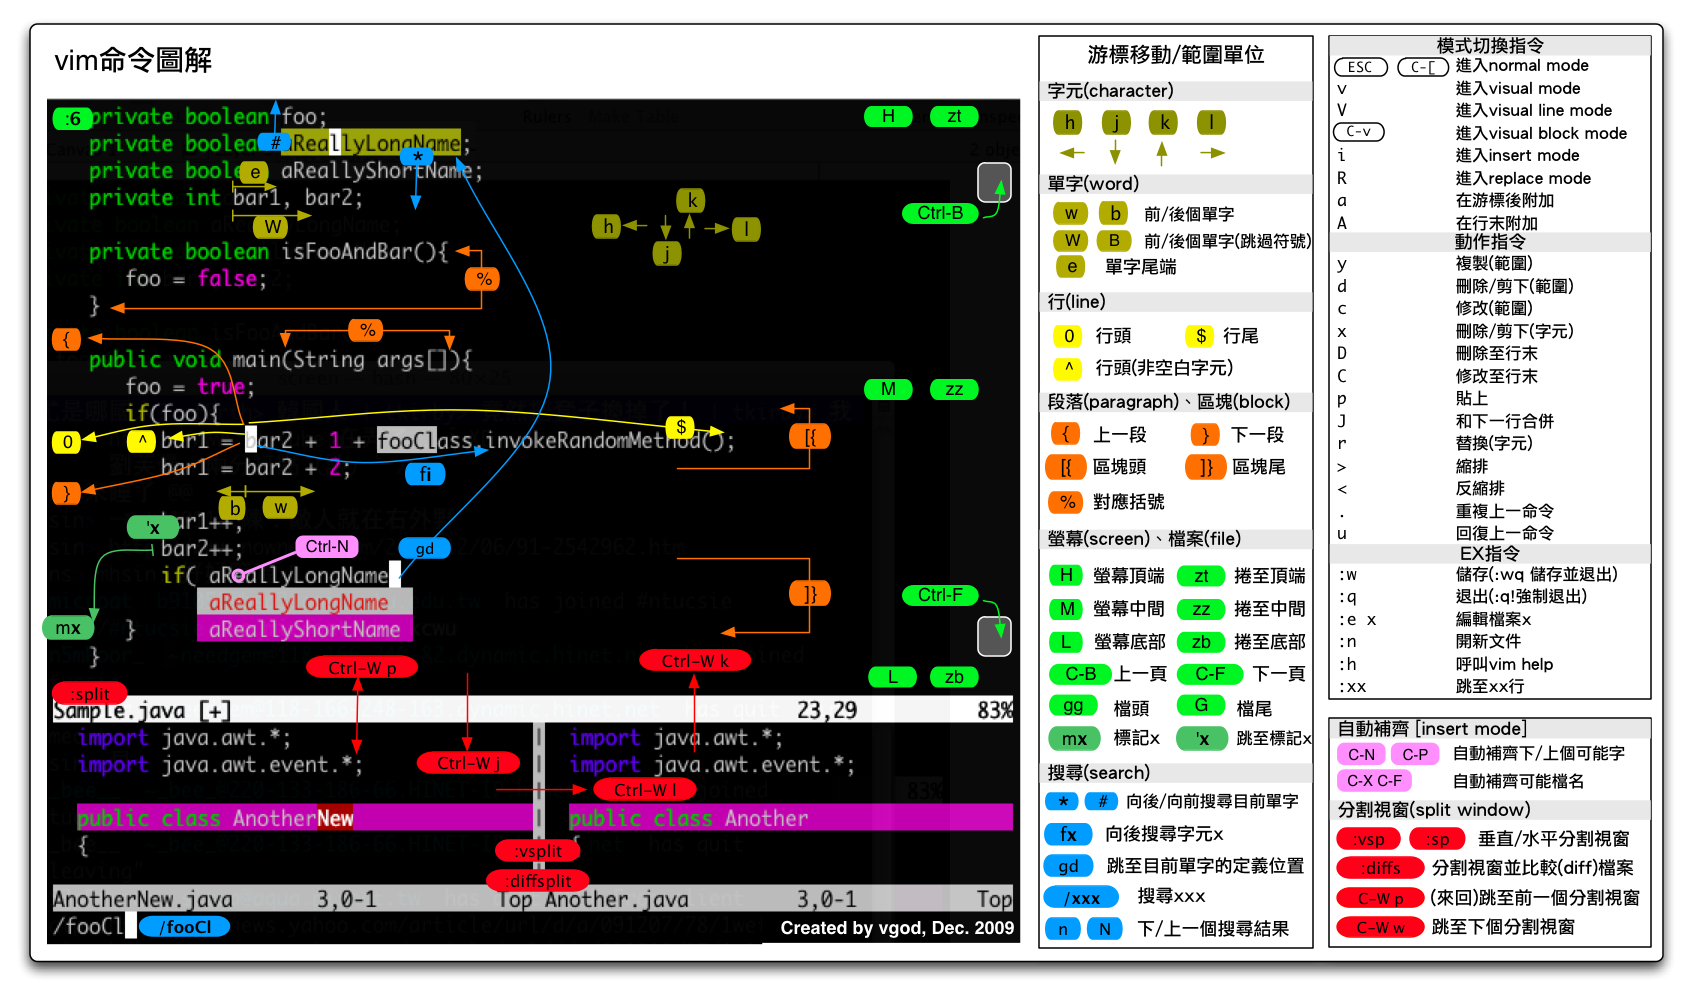 vim命令圖解
:6
private boolean foo;
private boolea # aReallyLongName;
private boole e aReallyShortName;
*
private int bar1, bar2;
W
H zt
Ctrl-B
k
h l
j
private boolean isFooAndBar(){
foo = false;
%
}
{
%
public void main(String args[]){
foo = true;
M zz
if(foo){
0 ^ bar1 = bar2 + 1 + fooClass.invokeRandomMethod();
$
[{
bar1 = bar2 + 2;
fi
}
b w
'x bar1++;
bar2++;
Ctrl-N
gd
if( aReallyLongName
aReallyLongName
aReallyShortName
]}
Ctrl-F
mx }
}
Ctrl-W p
Ctrl-W k
L zb
:split
Sample.java [+] 23,29 83%
import java.awt.*; import java.awt.*;
import java.awt.event.*; import java.awt.event.*;
Ctrl-W j
Ctrl-W l
public class AnotherNew public class Another
{ {
:vsplit
:diffsplit
AnotherNew.java 3,0-1 Top Another.java 3,0-1 Top
/fooCl /fooCl
Created by vgod, Dec. 2009
游標移動/範圍單位
字元(character)
h j k l
單字(word)
w b 前/後個單字
W B 前/後個單字(跳過符號)
e 單字尾端
行(line)
0 行頭 $ 行尾
^ 行頭(非空白字元)
段落(paragraph)、區塊(block)
{ 上一段 } 下一段
[{ 區塊頭 ]} 區塊尾
% 對應括號
螢幕(screen)、檔案(file)
H 螢幕頂端 zt 捲至頂端
M 螢幕中間 zz 捲至中間
L 螢幕底部 zb 捲至底部
C-B 上一頁 C-F 下一頁
gg 檔頭 G 檔尾
mx 標記x 'x 跳至標記x
搜尋(search)
* # 向後/向前搜尋目前單字
fx 向後搜尋字元x
gd 跳至目前單字的定義位置
/xxx 搜尋xxx
n N 下/上一個搜尋結果
模式切換指令
ESC C-[ 進入normal mode
v 進入visual mode
V 進入visual line mode
C-v 進入visual block mode
i 進入insert mode
R 進入replace mode
a 在游標後附加
A 在行末附加
動作指令
y 複製(範圍)
d 刪除/剪下(範圍)
c 修改(範圍)
x 刪除/剪下(字元)
D 刪除至行末
C 修改至行末
p 貼上
J 和下一行合併
r 替換(字元)
> 縮排
< 反縮排
. 重複上一命令
u 回復上一命令
EX指令
:w 儲存(:wq 儲存並退出)
:q 退出(:q!強制退出)
:e x 編輯檔案x
:n 開新文件
:h 呼叫vim help
:xx 跳至xx行
自動補齊 [insert mode]
C-N C-P 自動補齊下/上個可能字
C-X C-F 自動補齊可能檔名
分割視窗(split window)
:vsp :sp 垂直/水平分割視窗
:diffs 分割視窗並比較(diff)檔案
C-W p (來回)跳至前一個分割視窗
C-W w 跳至下個分割視窗